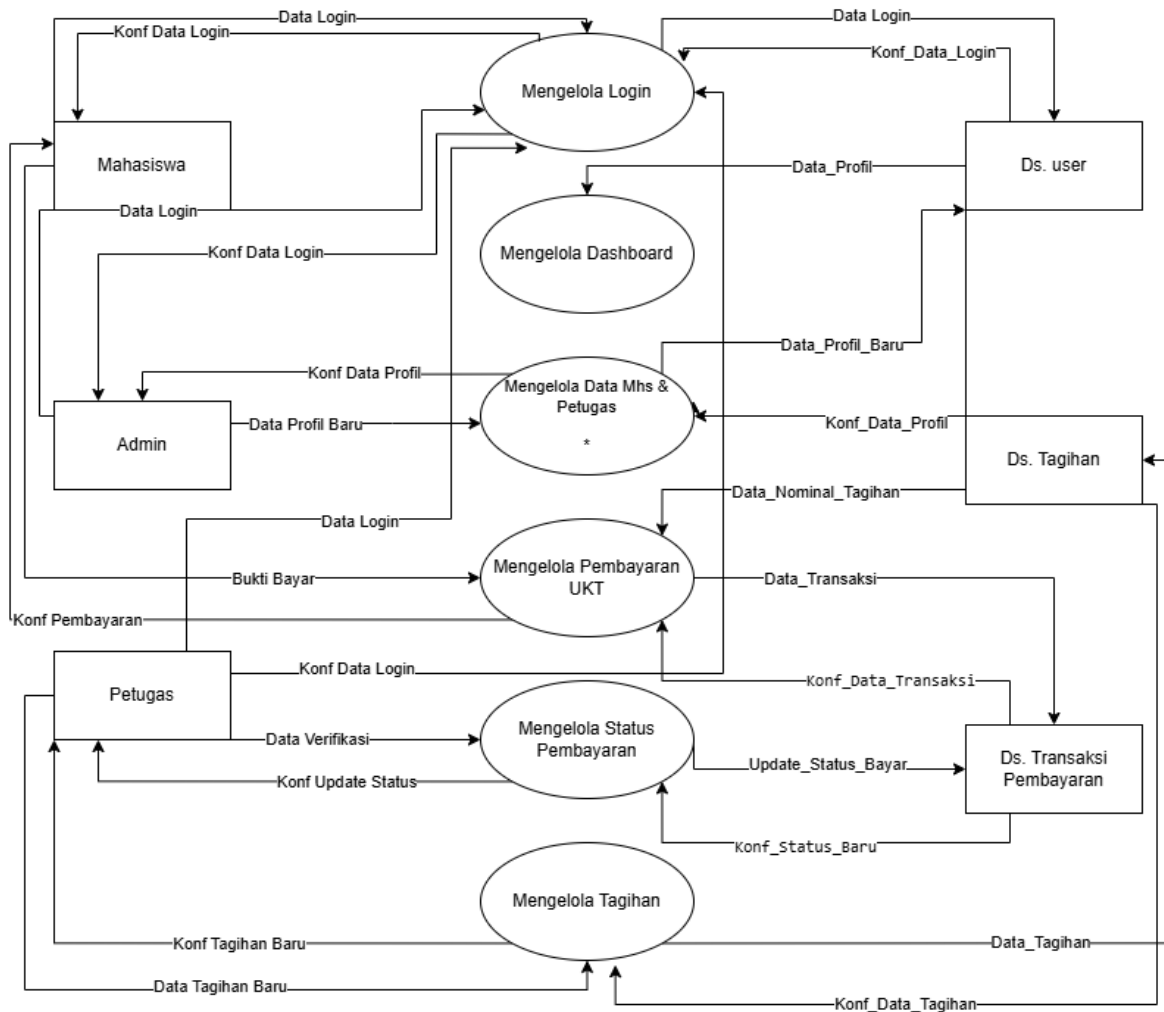 Data Login
Data Login
Konf Data Login
Konf_Data_Login
Mengelola Login
Mahasiswa
Data_Profil
Ds. user
Data Login
Konf Data Login
Mengelola Dashboard
Data_Profil_Baru
Konf Data Profil
Mengelola Data Mhs &
Petugas
*
Konf_Data_Profil
Admin
Data Profil Baru
Ds. Tagihan
Data_Nominal_Tagihan
Data Login
Mengelola Pembayaran
UKT
Bukti Bayar
Data_Transaksi
Konf Pembayaran
Konf Data Login
Konf_Data_Transaksi
Petugas
Data Verifikasi
Mengelola Status
Pembayaran
Ds. Transaksi
Pembayaran
Update_Status_Bayar
Konf Update Status
Konf_Status_Baru
Mengelola Tagihan
Konf Tagihan Baru
Data_Tagihan
Data Tagihan Baru
Konf_Data_Tagihan